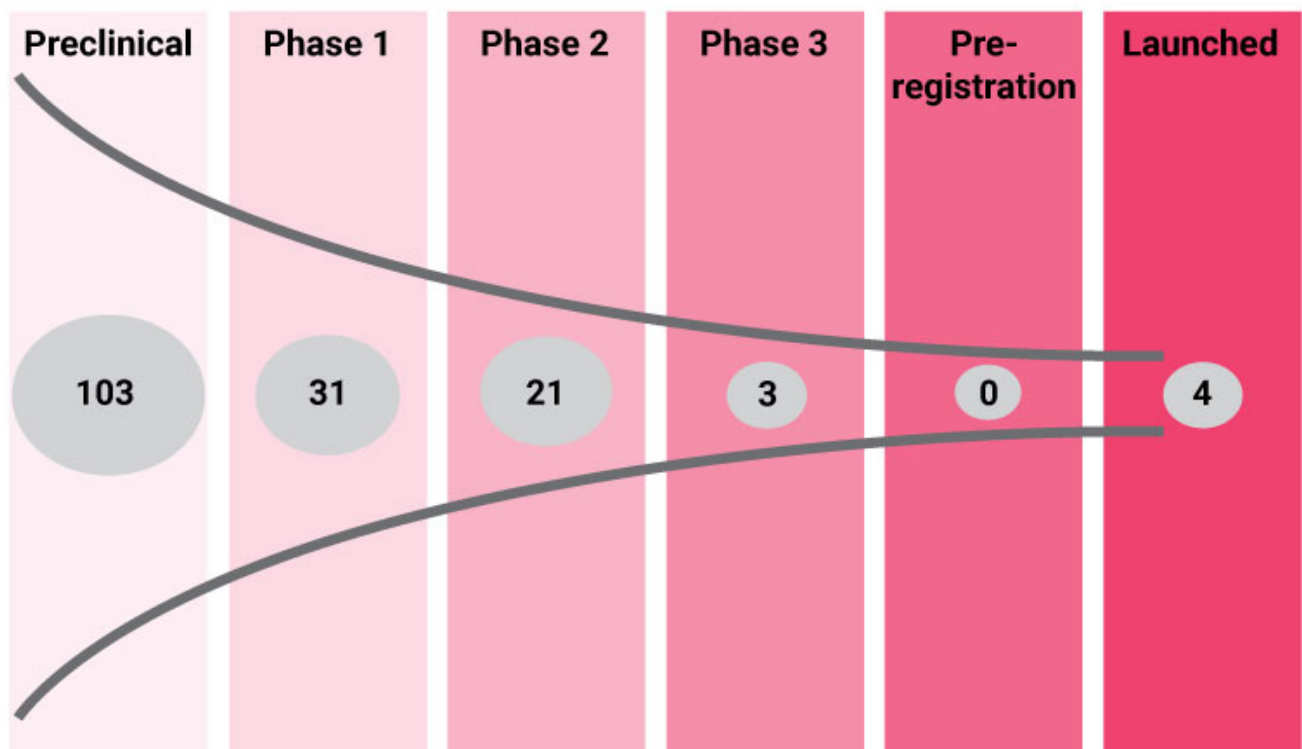 Preclinical
Phase 1
Phase 2
Phase 3
Pre-
registration
Launched
103
31
21
3
0
4